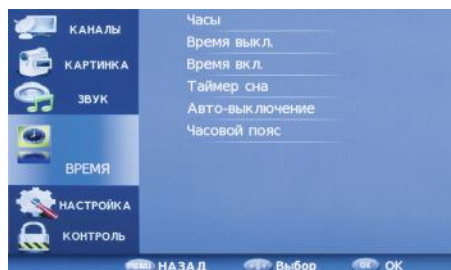 КАНАЛЫ
КАРТИНКА
ЗВУК
ВРЕМЯ
НАСТРОЙКА
КОНТРОЛЬ
Часы
Время выкл.
Время вкл.
Таймер сна
Авто-выключение
Часовой пояс
MENU НАЗАД Выбор OK OK